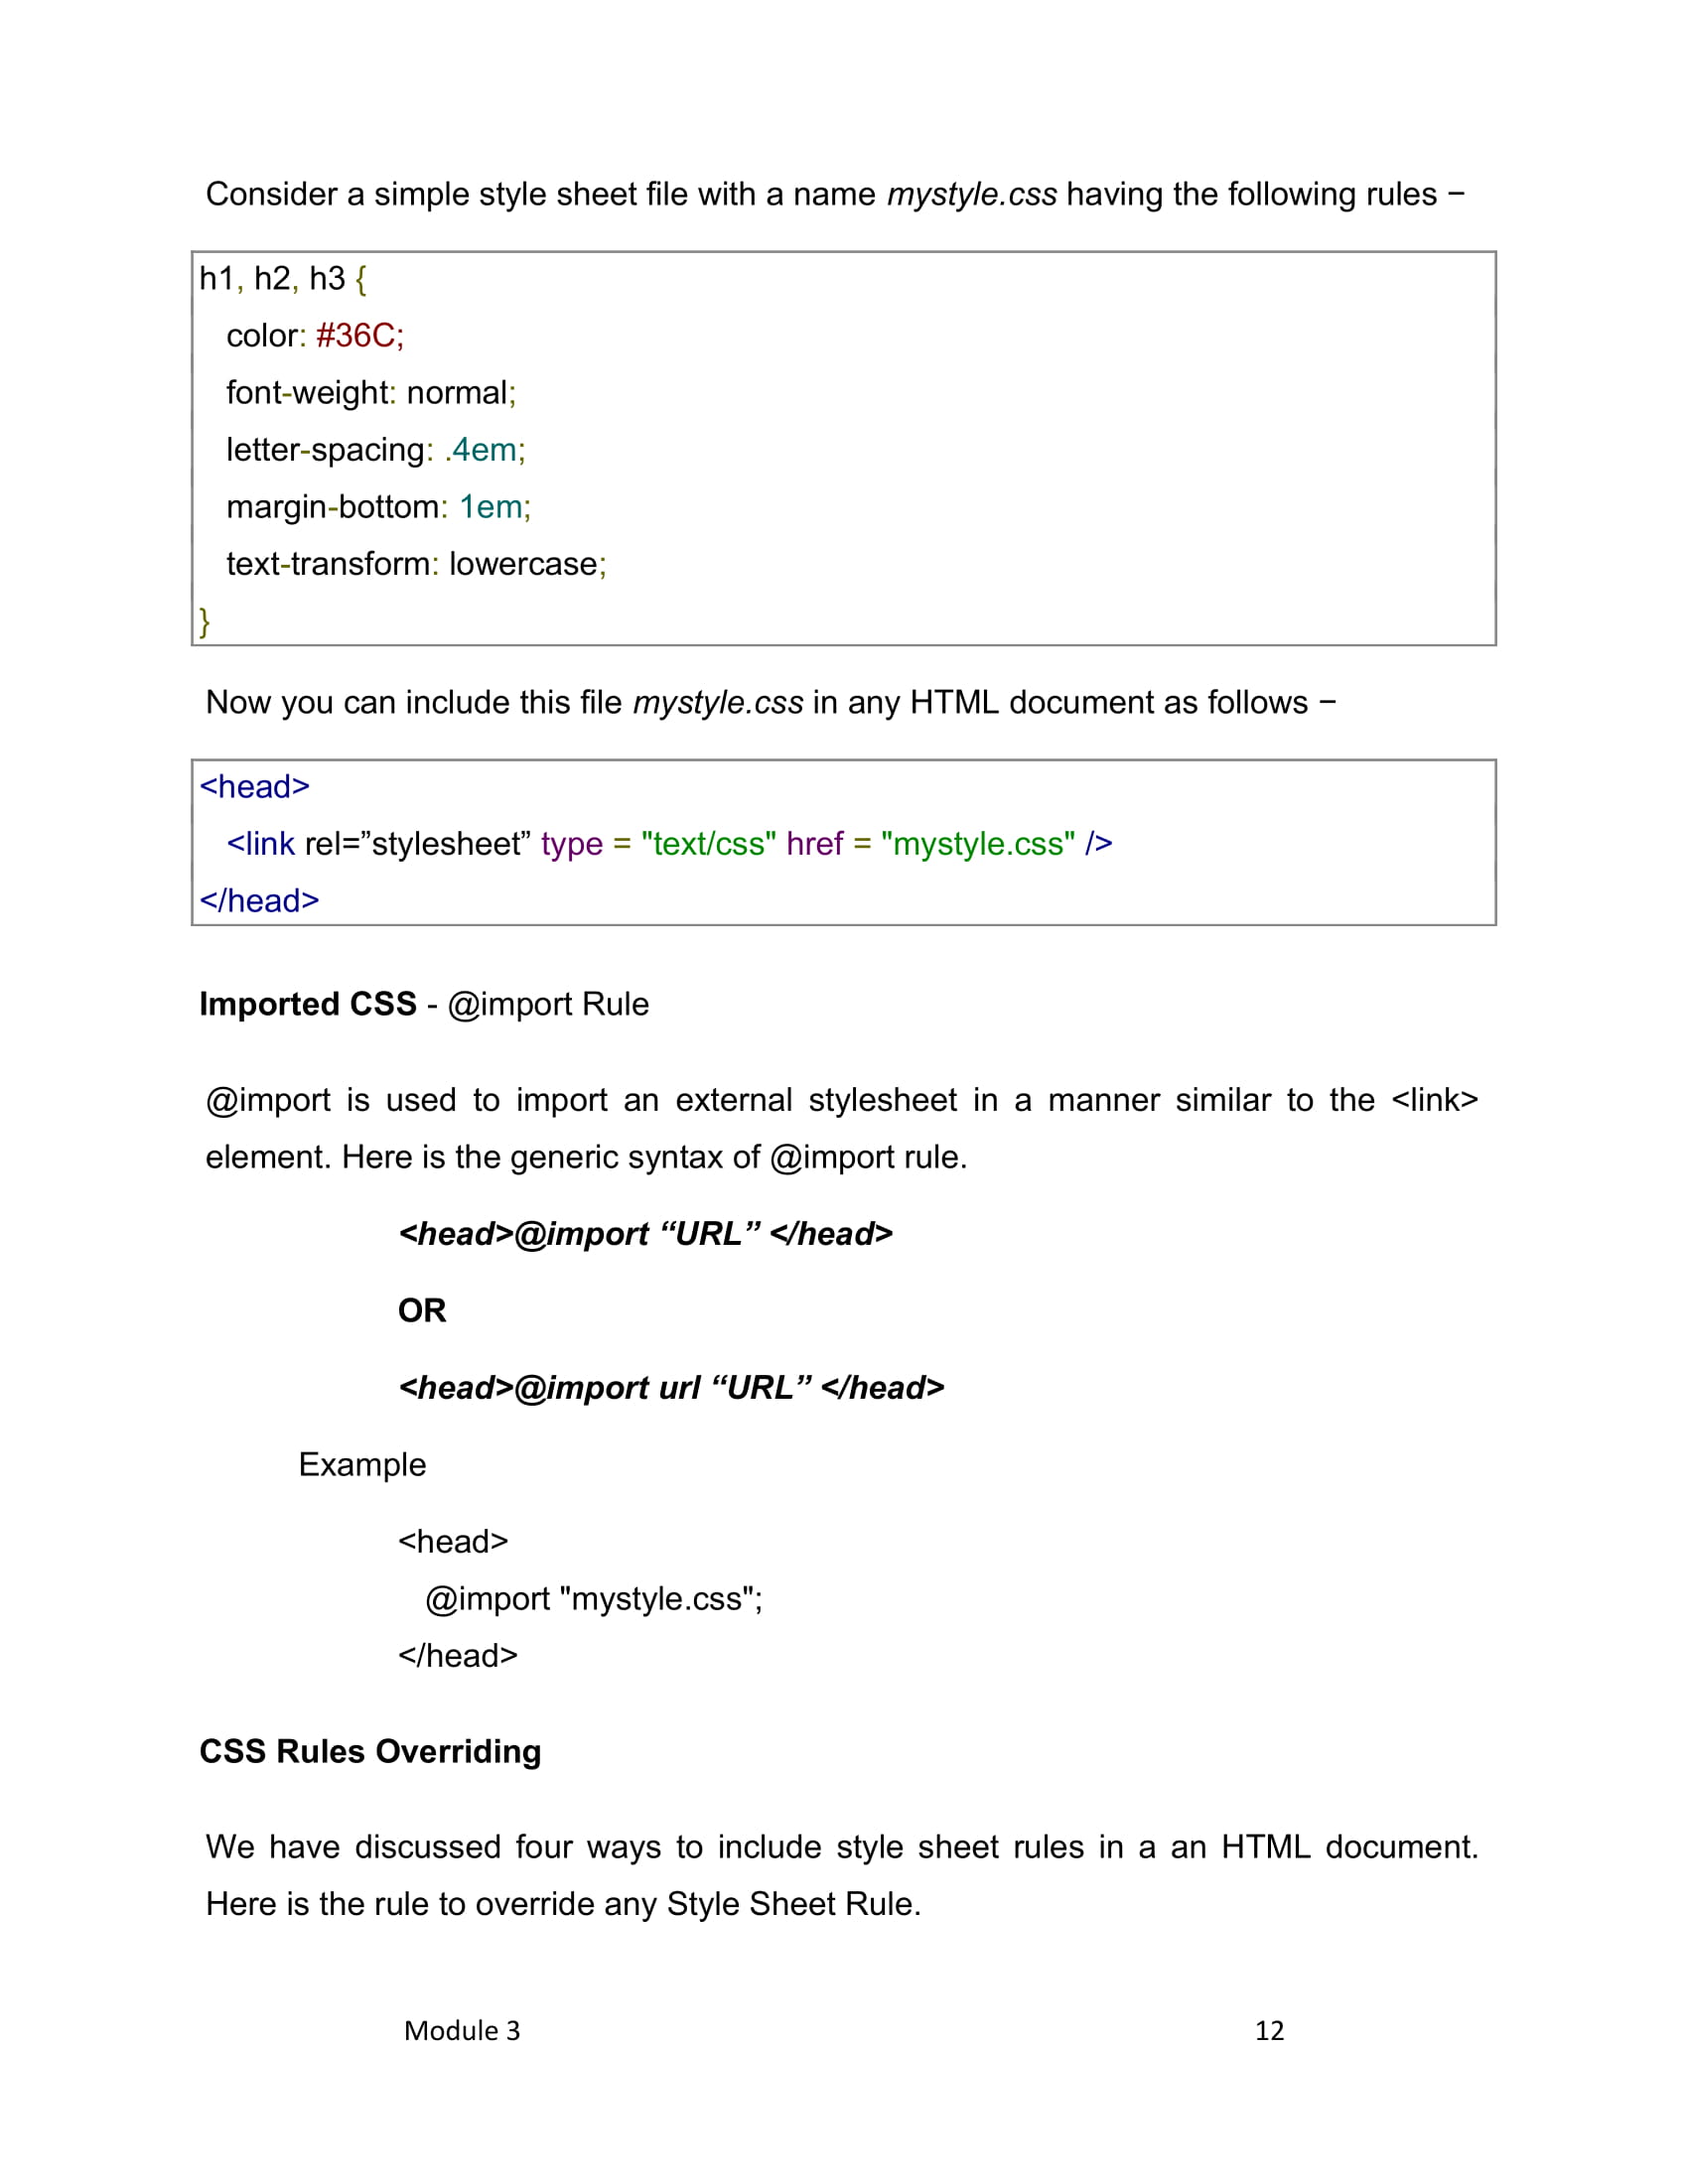 Consider a simple style sheet file with a name mystyle.css having the following rules −
h1, h2, h3 {
color: #36C;
font-weight: normal;
letter-spacing: .4em;
margin-bottom: 1em;
text-transform: lowercase;
}
Now you can include this file mystyle.css in any HTML document as follows −
<head>
<link rel=”stylesheet” type = "text/css" href = "mystyle.css" />
</head>
Imported CSS - @import Rule
@import is used to import an external stylesheet in a manner similar to the <link>
element. Here is the generic syntax of @import rule.
<head>@import “URL” </head>
OR
<head>@import url “URL” </head>
Example
<head>
@import "mystyle.css";
</head>
CSS Rules Overriding
We have discussed four ways to include style sheet rules in a an HTML document.
Here is the rule to override any Style Sheet Rule.
Module 3 12